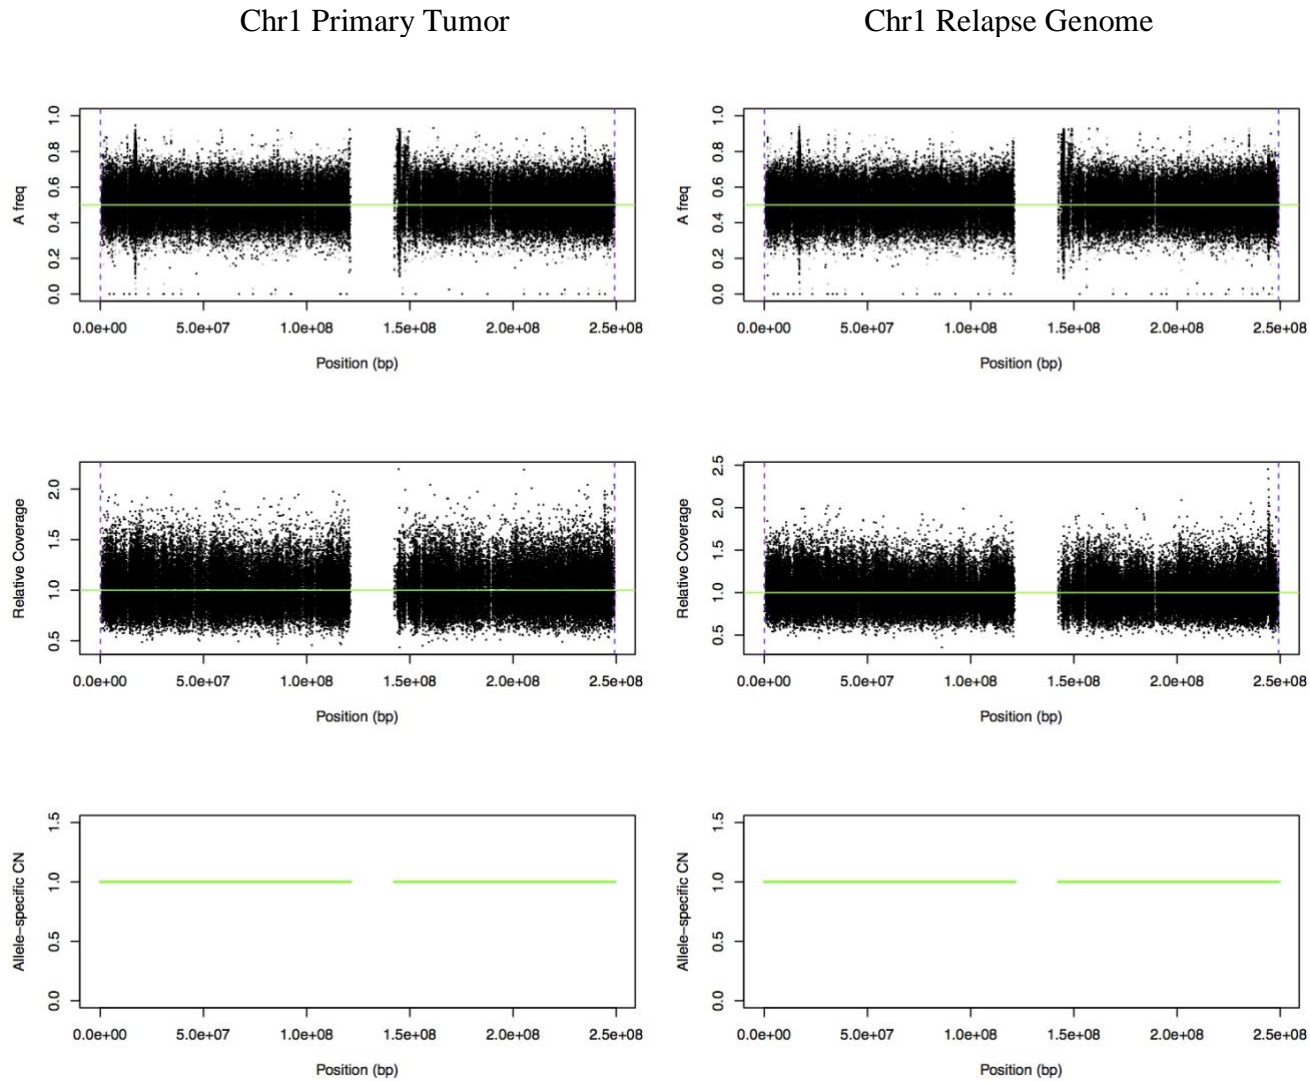 Chr1 Primary Tumor
Chr1 Relapse Genome
A freq
0.0 0.2 0.4 0.6 0.8 1.0
0.0e+00 5.0e+07 1.0e+08 1.5e+08 2.0e+08 2.5e+08
Position (bp)
A freq
0.0 0.2 0.4 0.6 0.8 1.0
0.0e+00 5.0e+07 1.0e+08 1.5e+08 2.0e+08 2.5e+08
Position (bp)
Relative Coverage
0.5 1.0 1.5 2.0
0.0e+00 5.0e+07 1.0e+08 1.5e+08 2.0e+08 2.5e+08
Position (bp)
Relative Coverage
0.5 1.0 1.5 2.0 2.5
0.0e+00 5.0e+07 1.0e+08 1.5e+08 2.0e+08 2.5e+08
Position (bp)
Allele-specific CN
0.0 0.5 1.0 1.5
0.0e+00 5.0e+07 1.0e+08 1.5e+08 2.0e+08 2.5e+08
Position (bp)
Allele-specific CN
0.0 0.5 1.0 1.5
0.0e+00 5.0e+07 1.0e+08 1.5e+08 2.0e+08 2.5e+08
Position (bp)